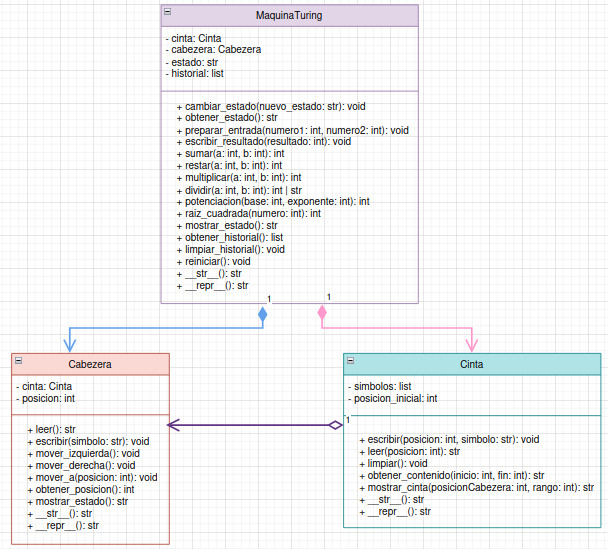 MaquinaTuring
- cinta: Cinta
- cabezera: Cabezera
- estado: str
- historial: list
+ cambiar_estado(nuevo_estado: str): void
+ obtener_estado(): str
+ preparar_entrada(numero1: int, numero2: int): void
+ escribir_resultado(resultado: int): void
+ sumar(a: int, b: int): int
+ restar(a: int, b: int): int
+ multiplicar(a: int, b: int): int
+ dividir(a: int, b: int): int | str
+ potenciacion(base: int, exponente: int): int
+ raiz_cuadrada(numero: int): int
+ mostrar_estado(): str
+ obtener_historial(): list
+ limpiar_historial(): void
+ reiniciar(): void
+ __str__(): str
+ __repr__(): str
1
1
Cabezera
- cinta: Cinta
- posicion: int
+ leer(): str
+ escribir(simbolo: str): void
+ mover_izquierda(): void
+ mover_derecha(): void
+ mover_a(posicion: int): void
+ obtener_posicion(): int
+ mostrar_estado(): str
+ __str__(): str
+ __repr__(): str
Cinta
- simbolos: list
- posicion_inicial: int
1
+ escribir(posicion: int, simbolo: str): void
+ leer(posicion: int): str
+ limpiar(): void
+ obtener_contenido(inicio: int, fin: int): str
+ mostrar_cinta(posicionCabezera: int, rango: int): str
+ __str__(): str
+ __repr__(): str